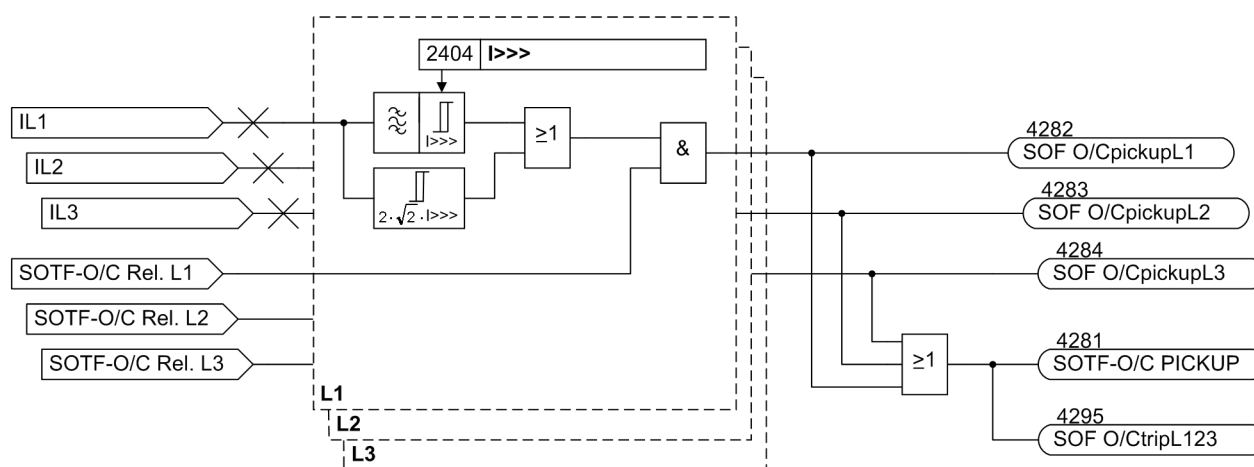 2404 I>>>
IL1
I>>>
≥1
&
4282
SOF O/CpickupL1
IL2
2·√2·I>>>
4283
SOF O/CpickupL2
IL3
4284
SOF O/CpickupL3
SOTF-O/C Rel. L1
SOTF-O/C Rel. L2
4281
SOTF-O/C PICKUP
≥1
SOTF-O/C Rel. L3
L1
4295
SOF O/CtripL123
L2
L3